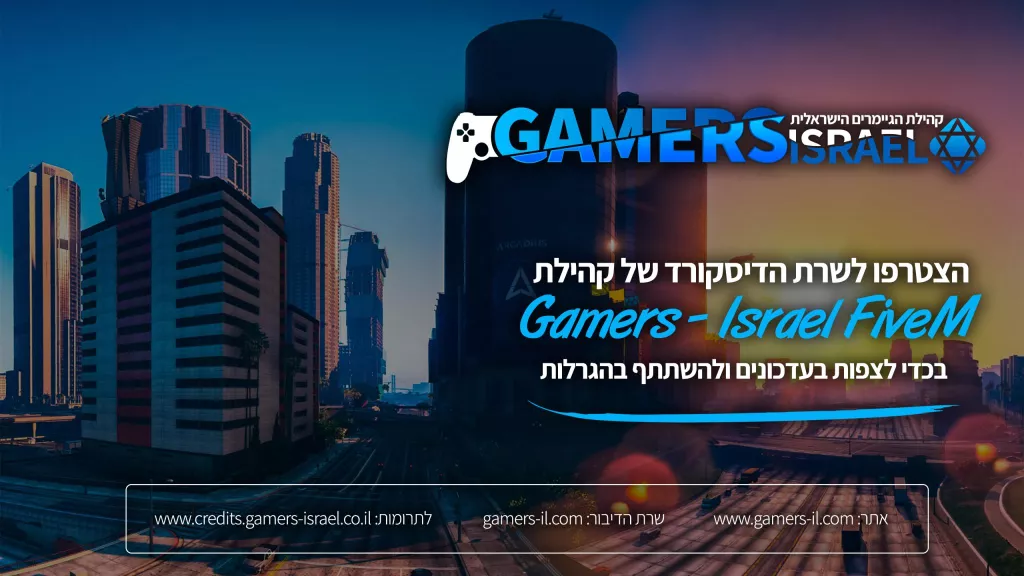 קהילת הגיימרים הישראלית
GAMERS ISRAEL
הצטרפו לשרת הדיסקורד של קהילת
Gamers - Israel FiveM
בכדי לצפות בעדכונים ולהשתתף בהגרלות
אתר: www.gamers-il.com שרת הדיבור: gamers-il.com לתרומות: www.credits.gamers-israel.co.il